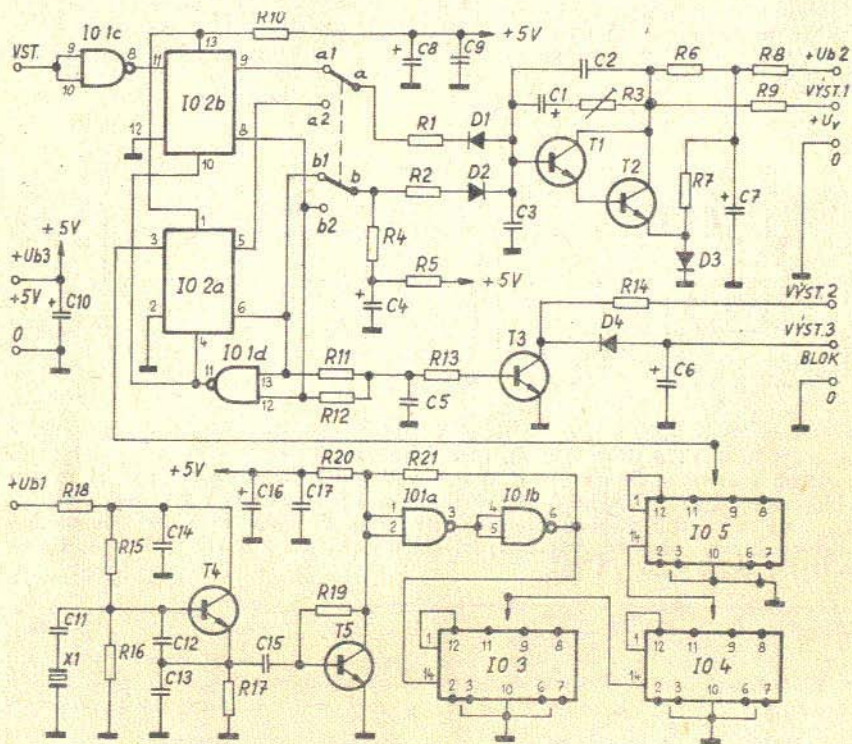 VST.
IO 1c
9
10
8
11
13
IO 2b
12
10
9
8
R10
+
C8
C9
+5V
a1
a
a2
b1
b
b2
R1
D1
R2
D2
R4
R5
+5V
+
C4
C2
C1
+
R3
T1
T2
C3
R6
R8
+Ub2
R9
VÝST.1
+Uv
0
R7
+
C7
D3
+5V
+Ub3
+5V
+
C10
0
1
3
IO 2a
5
2
6
4
IO 1d
11
13
12
R11
R12
C5
R13
T3
R14
VÝST.2
D4
VÝST.3
+
C6
BLOK
0
+Ub1
R18
R15
C14
T4
C11
X1
R16
C12
C13
R17
C15
+5V
+
C16
C17
R20
R21
IO1a
1
2
3
IO1b
4
5
6
R19
T5
1
12
11
9
8
14
IO 3
2
3
10
6
7
1
12
11
9
8
14
IO 5
2
3
10
6
7
1
12
11
9
8
14
IO 4
2
3
10
6
7